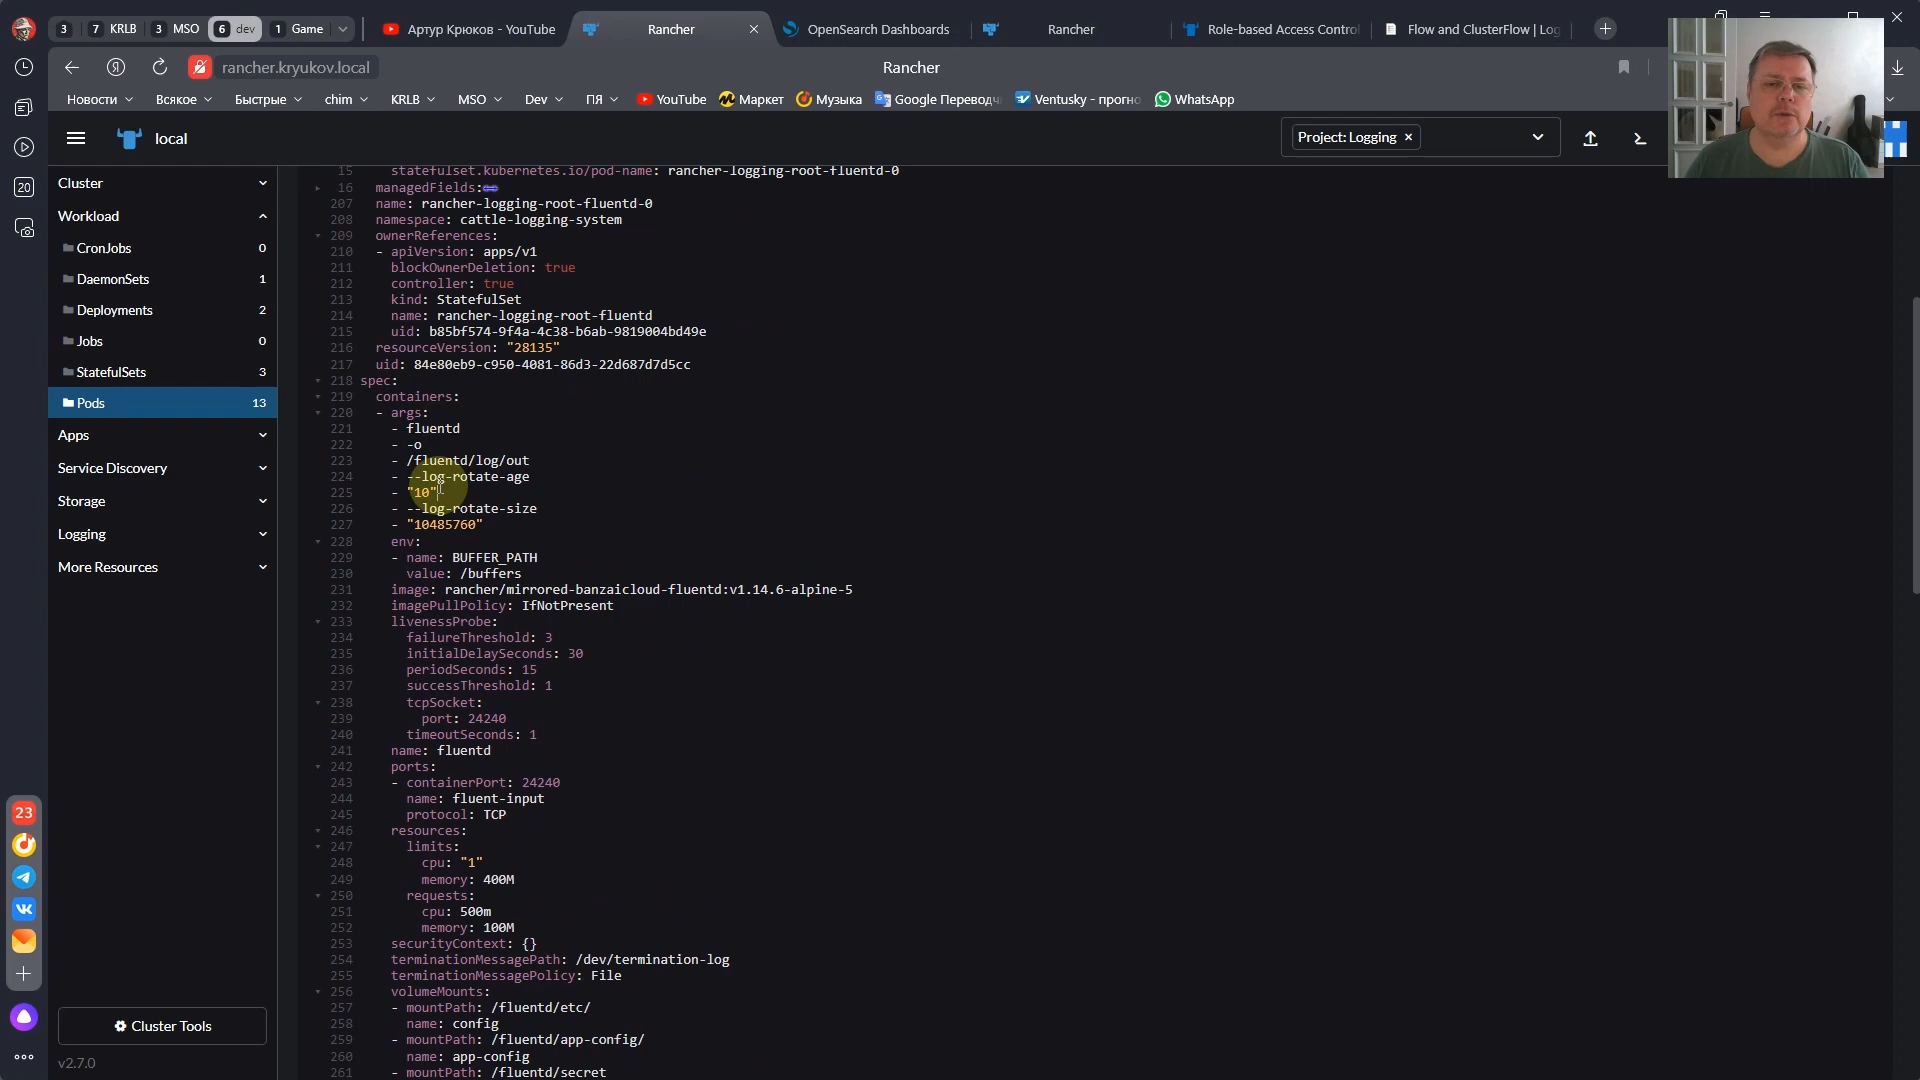 3
7 KRLB
3 MSO
6 dev
1 Game
Артур Крюков - YouTube
Rancher
OpenSearch Dashboards
Rancher
Role-based Access Control
Flow and ClusterFlow | Log
rancher.kryukov.local
Rancher
Новости
Всякое
Быстрые
chim
KRLB
MSO
Dev
ПЯ
YouTube
Маркет
Музыка
Google Переводч
Ventusky - прогно
WhatsApp
local
Project: Logging ×
20
Cluster
Workload
CronJobs 0
DaemonSets 1
Deployments 2
Jobs 0
StatefulSets 3
Pods 13
Apps
Service Discovery
Storage
Logging
More Resources
Cluster Tools
v2.7.0
23
15 statefulset.kubernetes.io/pod-name: rancher-logging-root-fluentd-0
16 managedFields:
207 name: rancher-logging-root-fluentd-0
208 namespace: cattle-logging-system
209 ownerReferences:
210 - apiVersion: apps/v1
211 blockOwnerDeletion: true
212 controller: true
213 kind: StatefulSet
214 name: rancher-logging-root-fluentd
215 uid: b85bf574-9f4a-4c38-b6ab-9819004bd49e
216 resourceVersion: "28135"
217 uid: 84e80eb9-c950-4081-86d3-22d687d7d5cc
218 spec:
219 containers:
220 - args:
221 - fluentd
222 - -o
223 - /fluentd/log/out
224 - --log-rotate-age
225 - "10"
226 - --log-rotate-size
227 - "10485760"
228 env:
229 - name: BUFFER_PATH
230 value: /buffers
231 image: rancher/mirrored-banzaicloud-fluentd:v1.14.6-alpine-5
232 imagePullPolicy: IfNotPresent
233 livenessProbe:
234 failureThreshold: 3
235 initialDelaySeconds: 30
236 periodSeconds: 15
237 successThreshold: 1
238 tcpSocket:
239 port: 24240
240 timeoutSeconds: 1
241 name: fluentd
242 ports:
243 - containerPort: 24240
244 name: fluent-input
245 protocol: TCP
246 resources:
247 limits:
248 cpu: "1"
249 memory: 400M
250 requests:
251 cpu: 500m
252 memory: 100M
253 securityContext: {}
254 terminationMessagePath: /dev/termination-log
255 terminationMessagePolicy: File
256 volumeMounts:
257 - mountPath: /fluentd/etc/
258 name: config
259 - mountPath: /fluentd/app-config/
260 name: app-config
261 - mountPath: /fluentd/secret